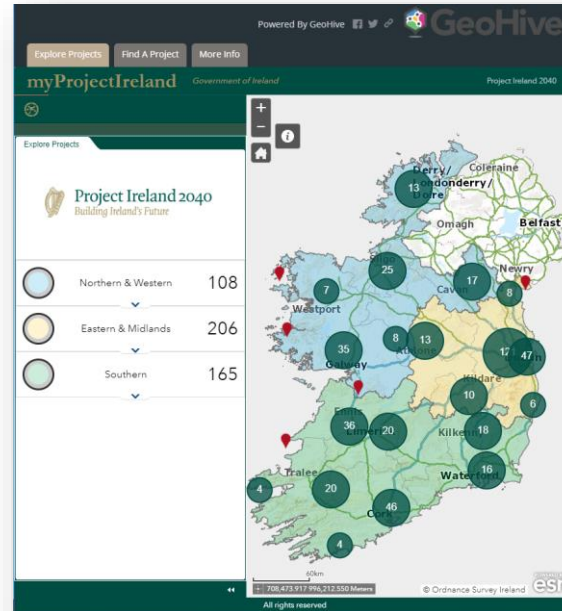 Powered By GeoHive
GeoHive
Explore Projects
Find A Project
More Info
myProjectIreland
Government of Ireland
Project Ireland 2040
Explore Projects
Project Ireland 2040
Building Ireland's Future
Northern & Western 108
Eastern & Midlands 206
Southern 165
+
−
i
Derry/
Londonderry/
Doire
Coleraine
13
Omagh
Belfast
Sligo
25
Newry
17
Cavan
8
7
Westport
8
13
35
Galway
47
Kildare
10
6
Ennis
36
20
18
Kilkenny
16
Waterford
Tralee
4
20
46
Cork
4
60km
708,473.917 996,212.550 Meters
© Ordnance Survey Ireland
esri
All rights reserved